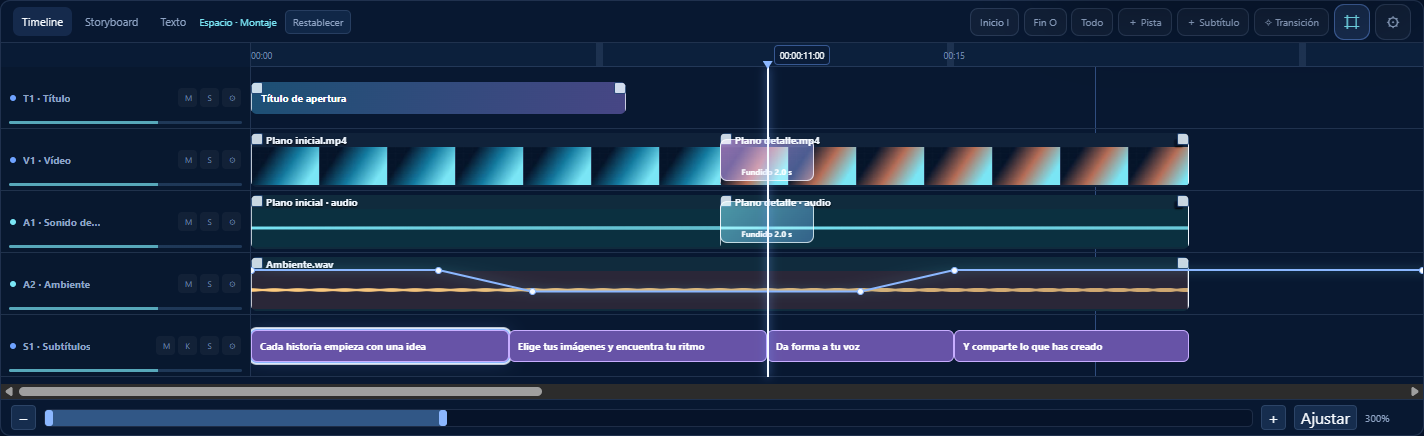 Timeline Storyboard Texto Espacio · Montaje Restablecer Inicio I Fin O Todo + Pista + Subtítulo ✧ Transición
00:00 00:00:11:00 00:15
T1 · Título M S
Título de apertura
V1 · Vídeo M S
Plano inicial.mp4 Plano detalle.mp4
Fundido 2.0 s
A1 · Sonido de... M S
Plano inicial · audio Plano detalle · audio
Fundido 2.0 s
A2 · Ambiente M S
Ambiente.wav
S1 · Subtítulos M K S
Cada historia empieza con una idea Elige tus imágenes y encuentra tu ritmo Da forma a tu voz Y comparte lo que has creado
− + Ajustar 300%